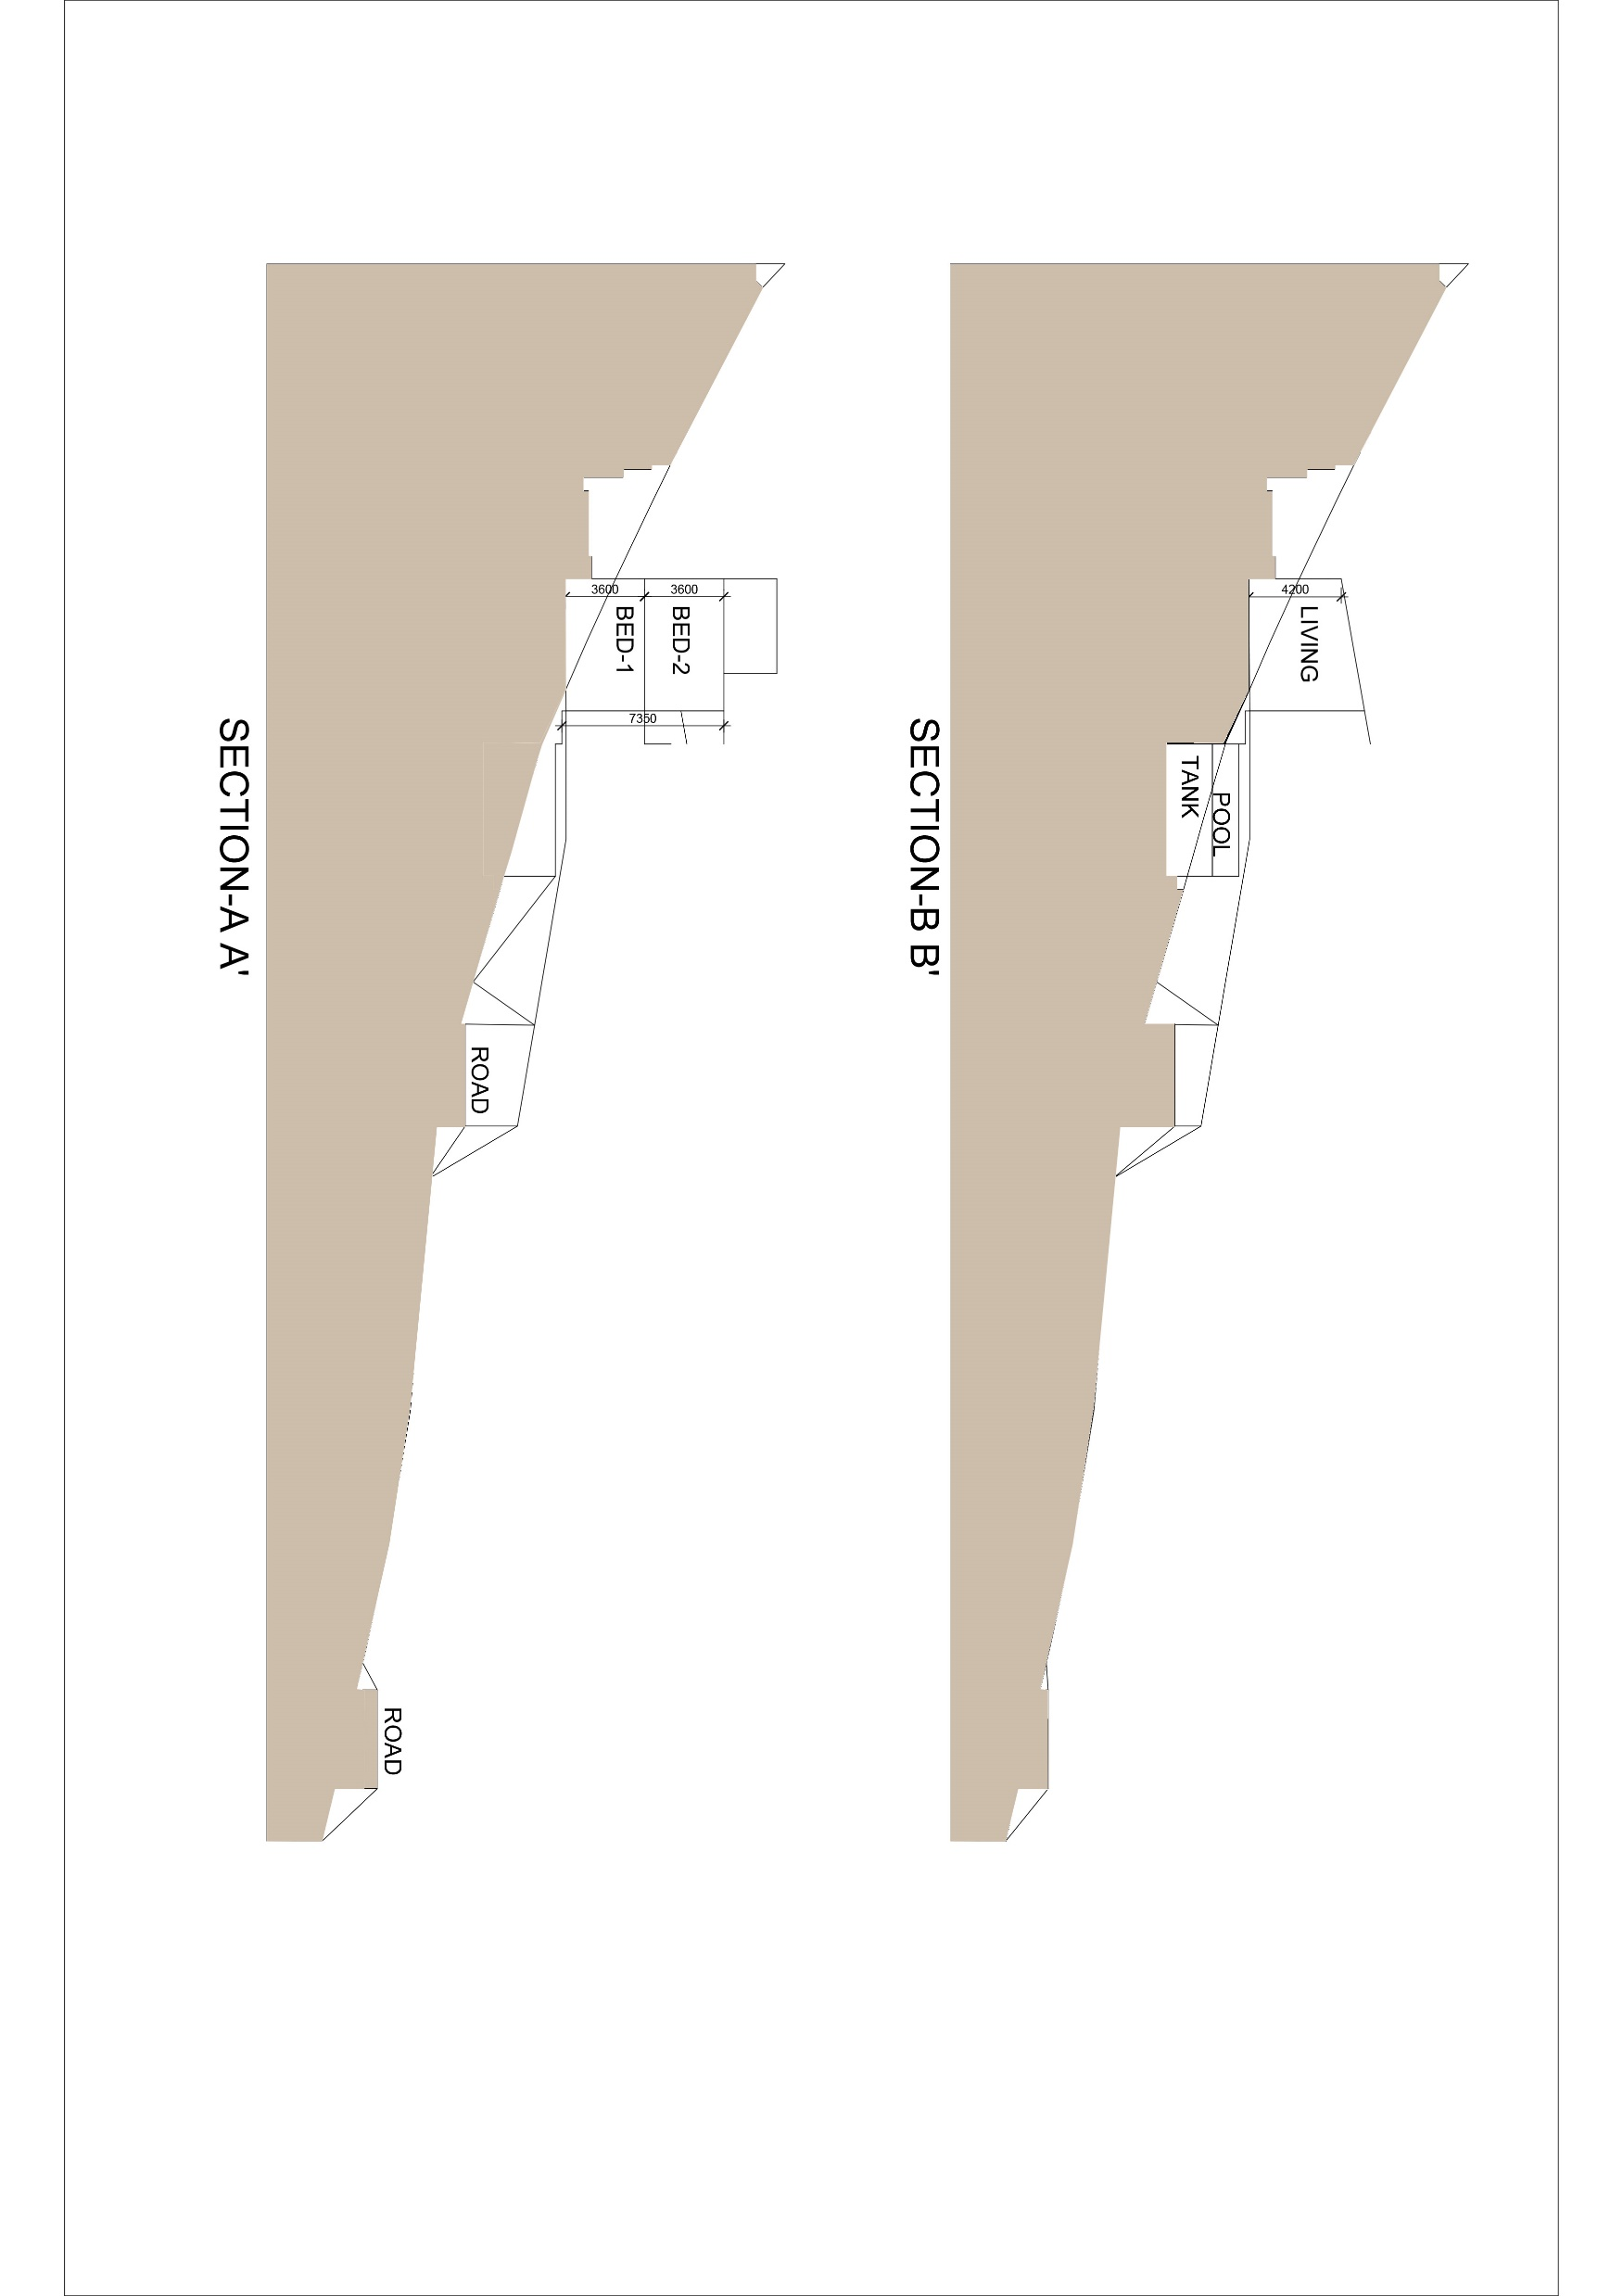 LIVING
4200
POOL
TANK
SECTION-B B'
BED-2
BED-1
3600
3600
7350
ROAD
ROAD
SECTION-A A'